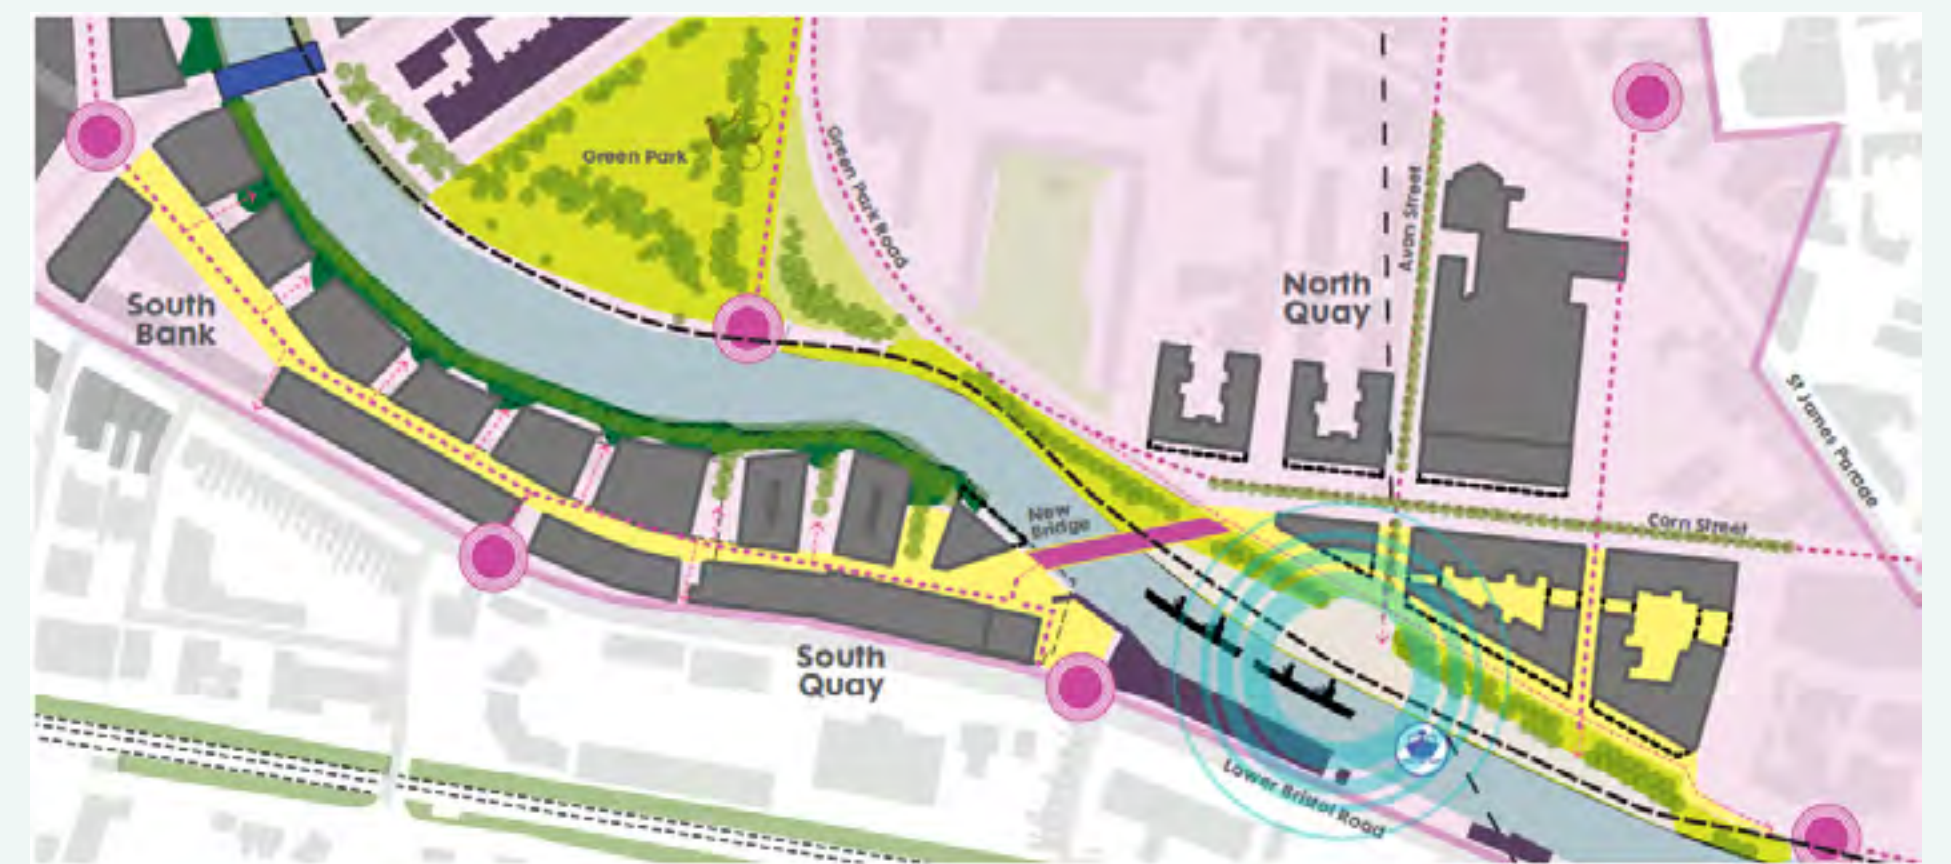 Green Park
Green Park Road
Avon Street
North
Quay
South
Bank
St James Parade
New
Bridge
Corn Street
South
Quay
Lower Bristol Road